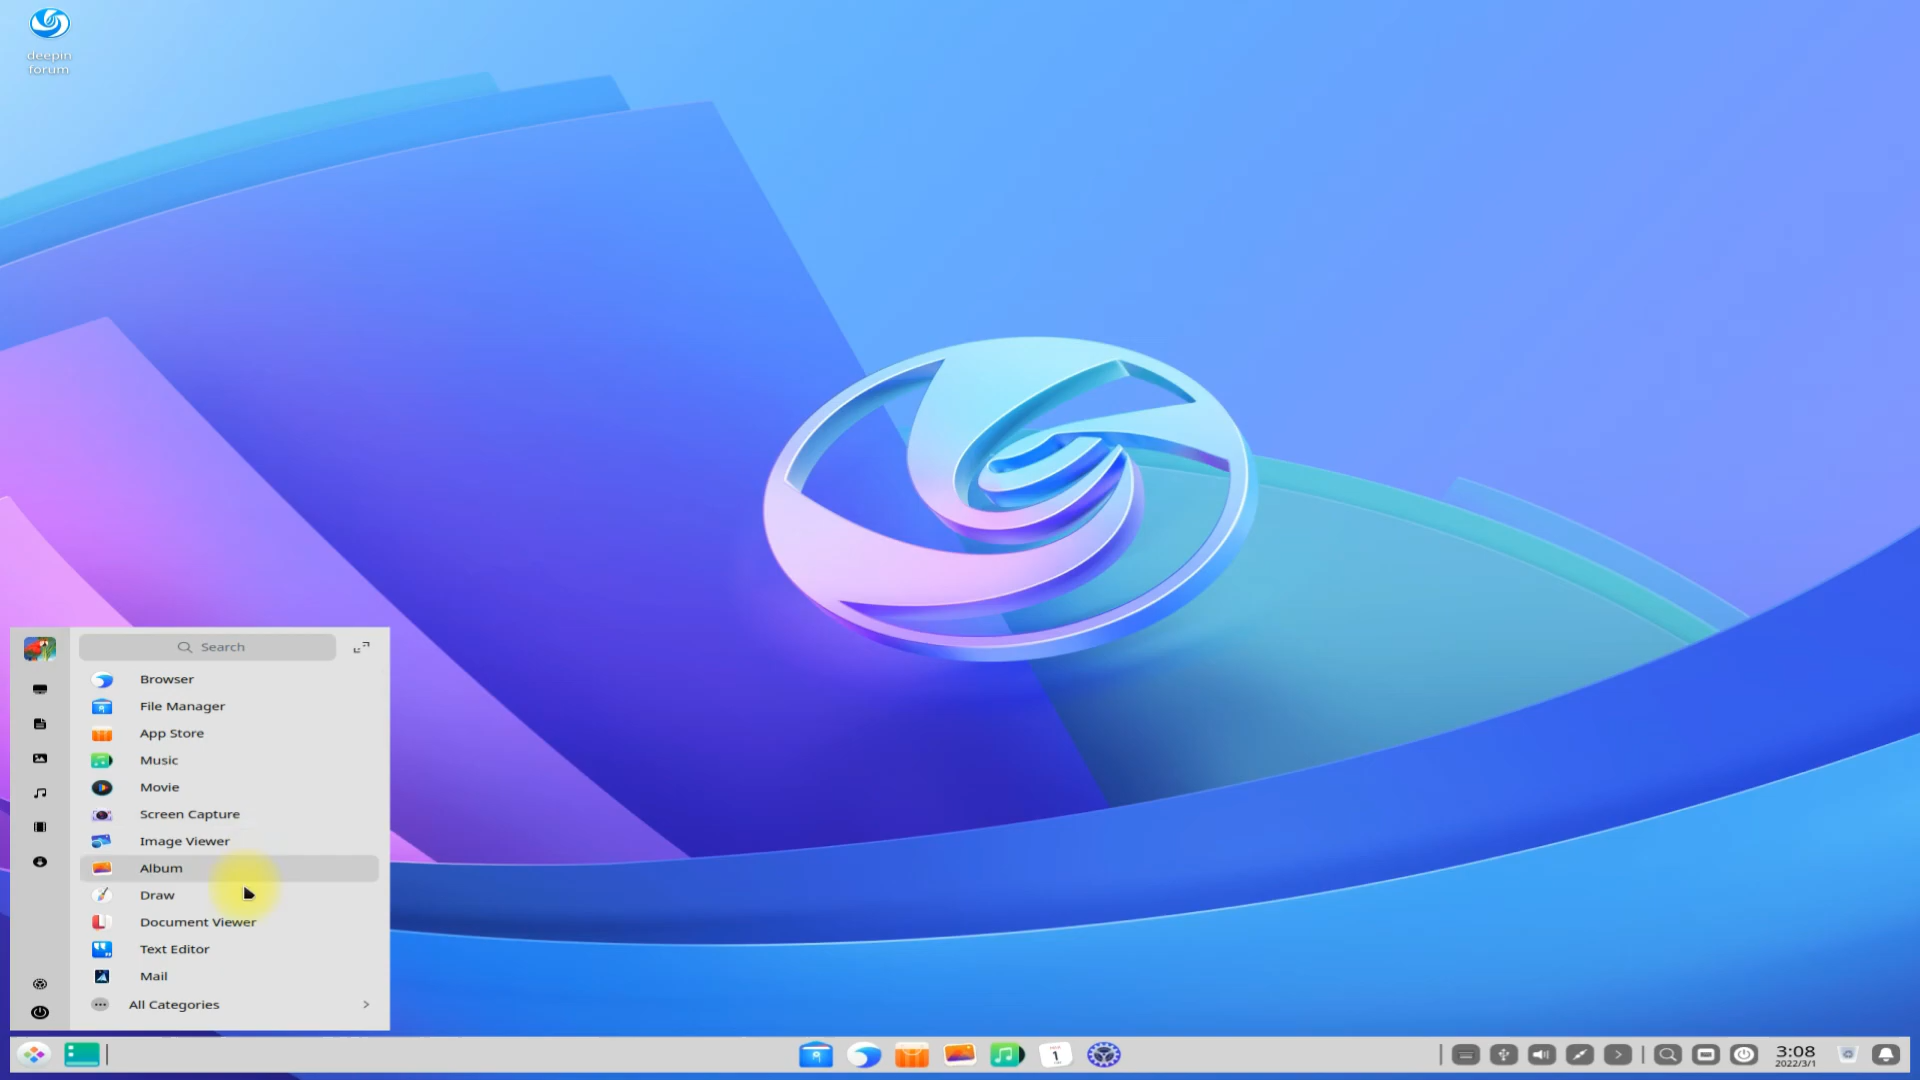 deepin
forum
Search
Browser
File Manager
App Store
Music
Movie
Screen Capture
Image Viewer
Album
Draw
Document Viewer
Text Editor
Mail
All Categories
1
3:08
2022/3/1